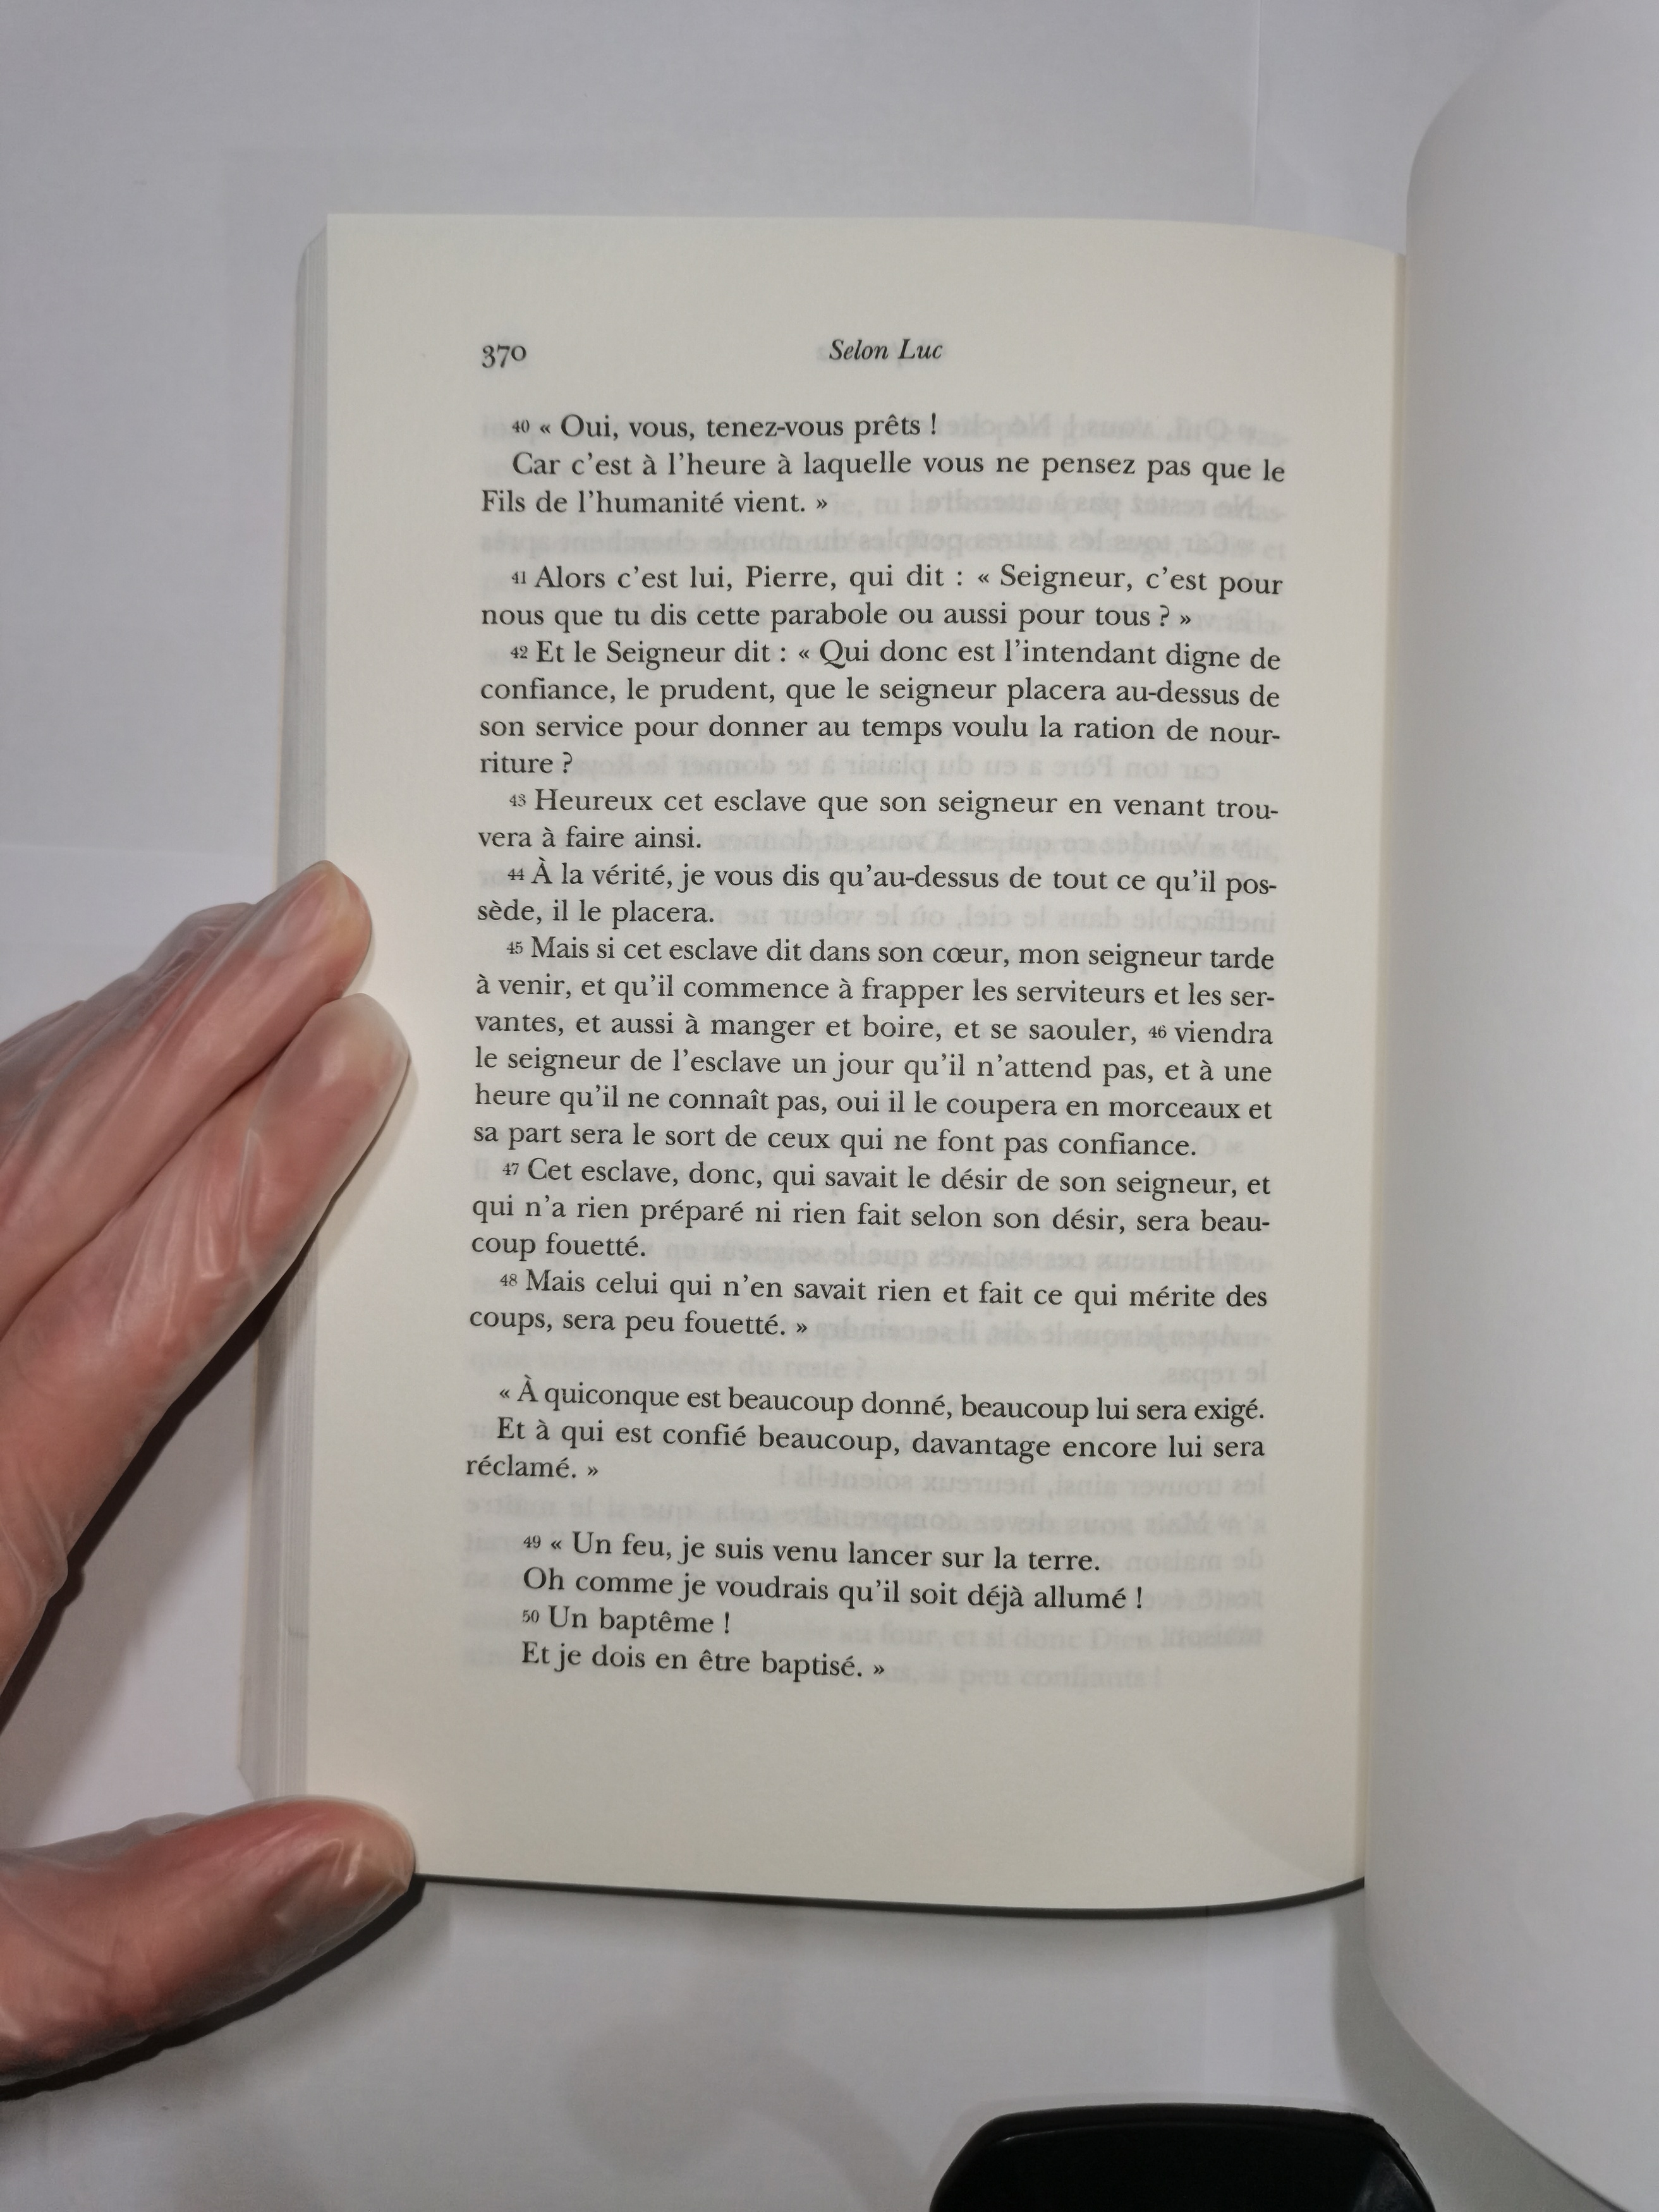 370
Selon Luc
40 « Oui, vous, tenez-vous prêts !
Car c’est à l’heure à laquelle vous ne pensez pas que le
Fils de l’humanité vient. »
41 Alors c’est lui, Pierre, qui dit : « Seigneur, c’est pour
nous que tu dis cette parabole ou aussi pour tous ? »
42 Et le Seigneur dit : « Qui donc est l’intendant digne de
confiance, le prudent, que le seigneur placera au-dessus de
son service pour donner au temps voulu la ration de nour-
riture ?
43 Heureux cet esclave que son seigneur en venant trou-
vera à faire ainsi.
44 À la vérité, je vous dis qu’au-dessus de tout ce qu’il pos-
sède, il le placera.
45 Mais si cet esclave dit dans son cœur, mon seigneur tarde
à venir, et qu’il commence à frapper les serviteurs et les ser-
vantes, et aussi à manger et boire, et se saouler, 46 viendra
le seigneur de l’esclave un jour qu’il n’attend pas, et à une
heure qu’il ne connaît pas, oui il le coupera en morceaux et
sa part sera le sort de ceux qui ne font pas confiance.
47 Cet esclave, donc, qui savait le désir de son seigneur, et
qui n’a rien préparé ni rien fait selon son désir, sera beau-
coup fouetté.
48 Mais celui qui n’en savait rien et fait ce qui mérite des
coups, sera peu fouetté. »
« À quiconque est beaucoup donné, beaucoup lui sera exigé.
Et à qui est confié beaucoup, davantage encore lui sera
réclamé. »
49 « Un feu, je suis venu lancer sur la terre.
Oh comme je voudrais qu’il soit déjà allumé !
50 Un baptême !
Et je dois en être baptisé. »